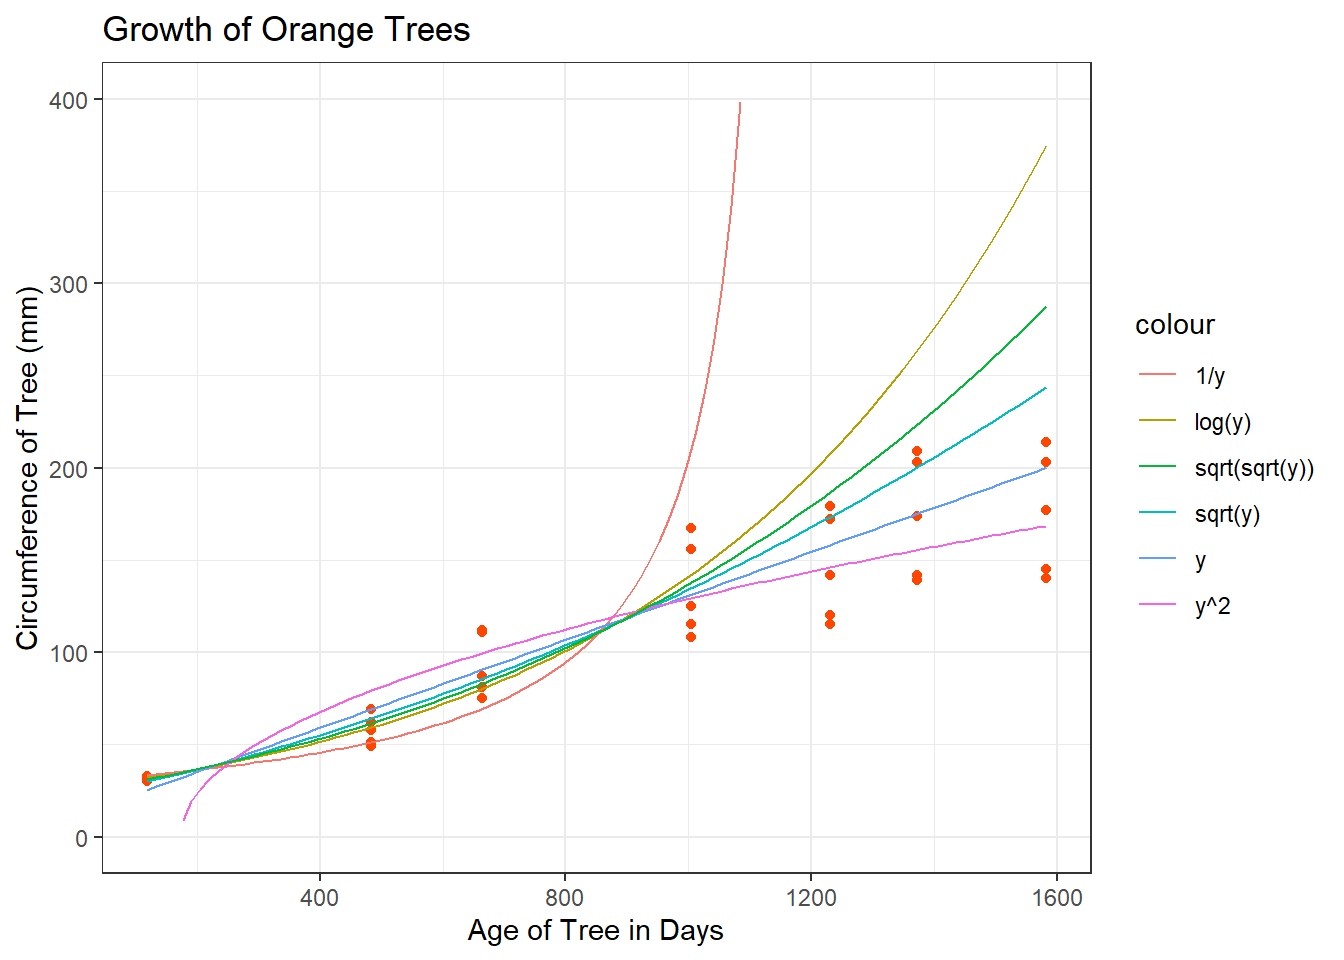 Growth of Orange Trees
400
300
200
100
0
Circumference of Tree (mm)
400
800
1200
1600
Age of Tree in Days
colour
1/y
log(y)
sqrt(sqrt(y))
sqrt(y)
y
y^2